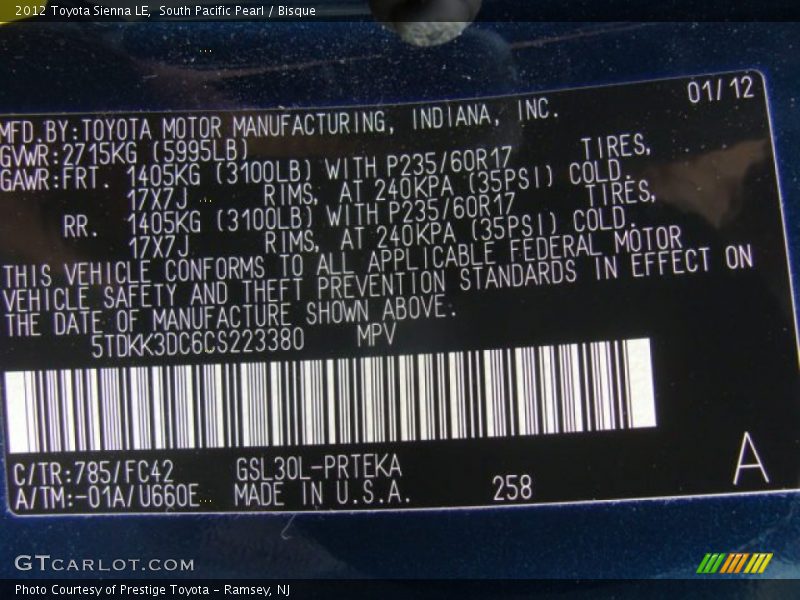 2012 Toyota Sienna LE, South Pacific Pearl / Bisque
01/12
MFD.BY:TOYOTA MOTOR MANUFACTURING, INDIANA, INC.
GVWR:2715KG (5995LB)
GAWR:FRT. 1405KG (3100LB) WITH P235/60R17 TIRES,
17X7J RIMS, AT 240KPA (35PSI) COLD.
RR. 1405KG (3100LB) WITH P235/60R17 TIRES,
17X7J RIMS, AT 240KPA (35PSI) COLD.
THIS VEHICLE CONFORMS TO ALL APPLICABLE FEDERAL MOTOR
VEHICLE SAFETY AND THEFT PREVENTION STANDARDS IN EFFECT ON
THE DATE OF MANUFACTURE SHOWN ABOVE.
5TDKK3DC6CS223380 MPV
C/TR:785/FC42 GSL30L-PRTEKA
A/TM:-01A/U660E MADE IN U.S.A. 258 A
GTCARLOT.COM
Photo Courtesy of Prestige Toyota - Ramsey, NJ